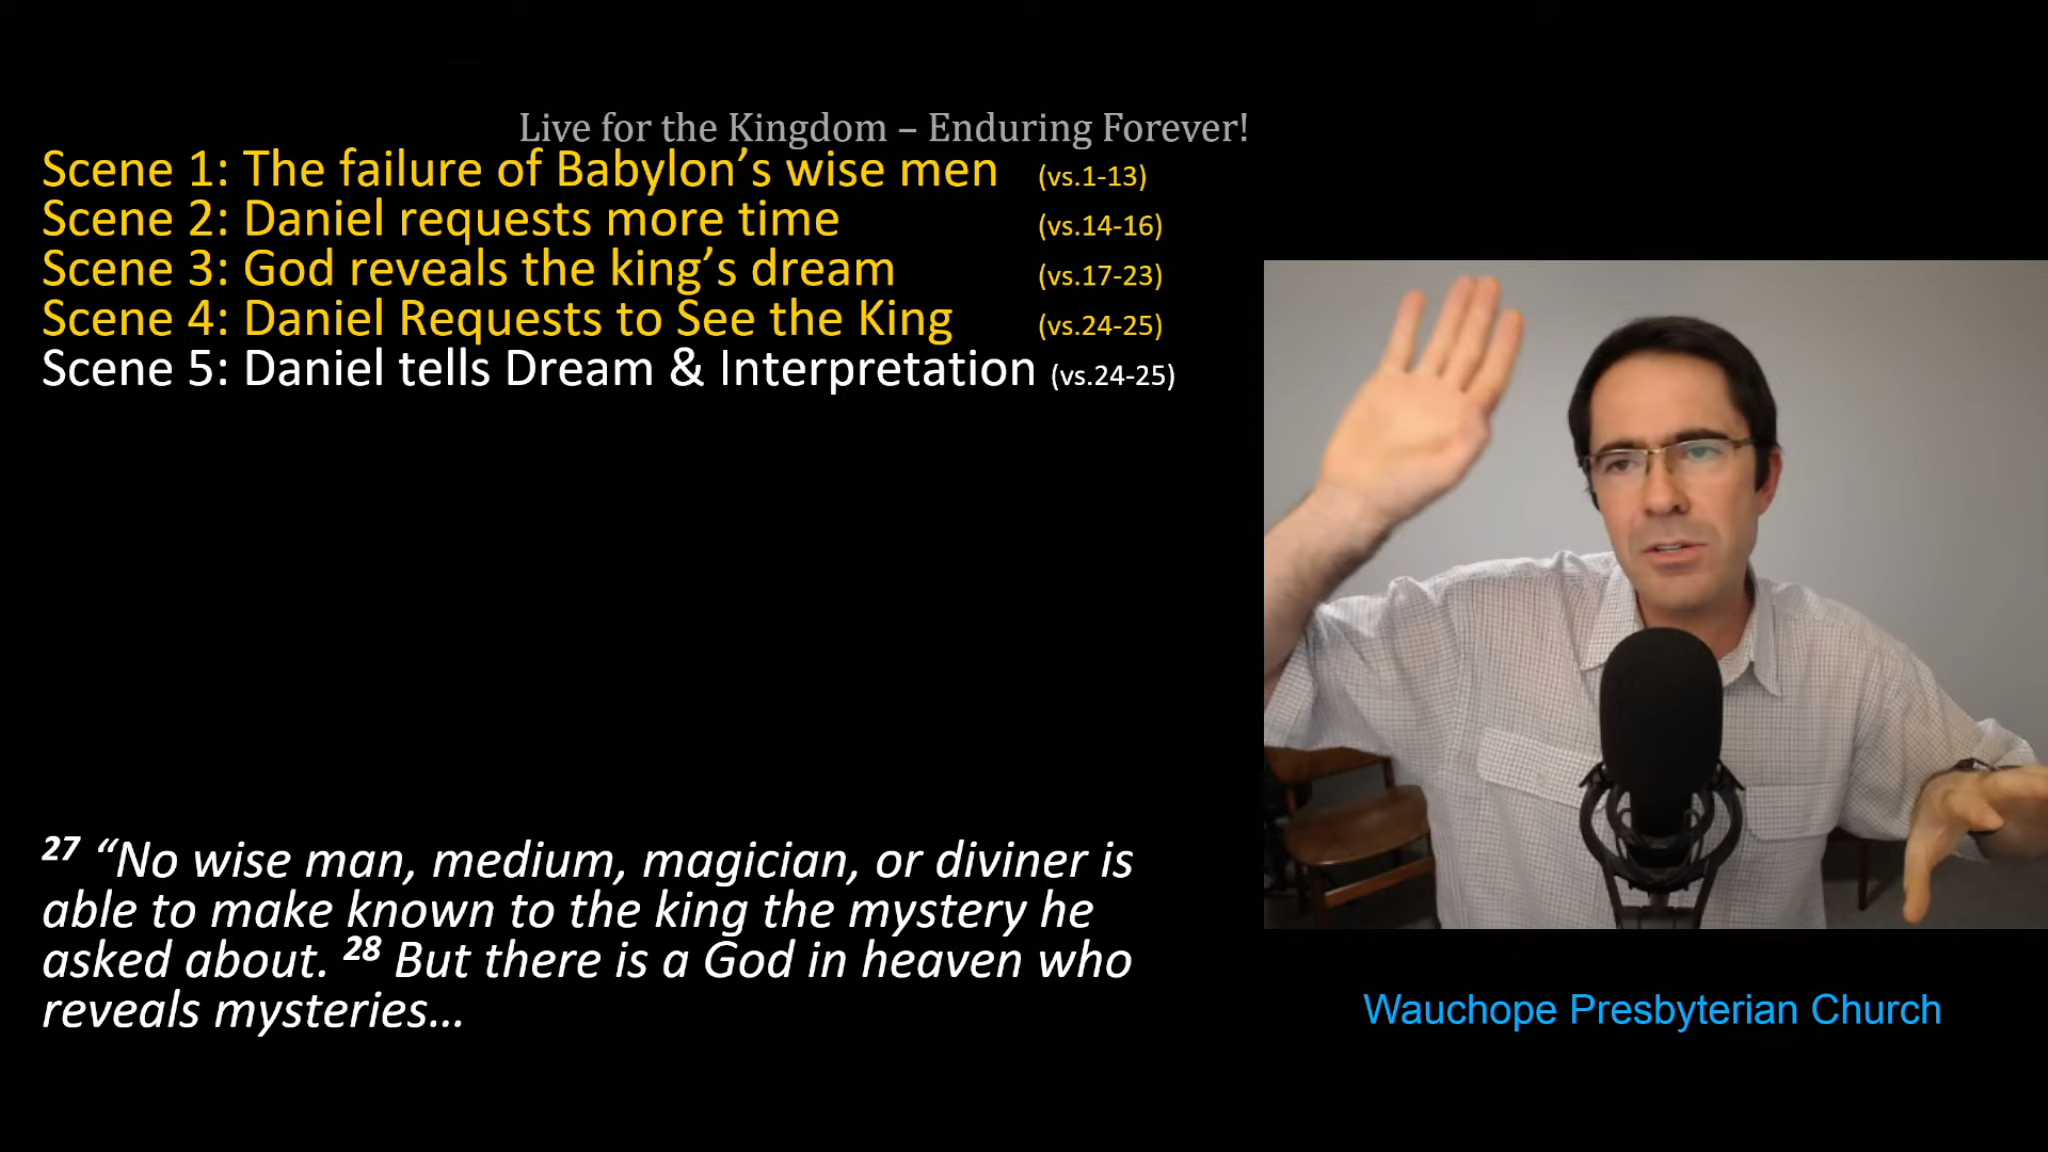 Live for the Kingdom – Enduring Forever!
Scene 1: The failure of Babylon’s wise men (vs.1-13)
Scene 2: Daniel requests more time (vs.14-16)
Scene 3: God reveals the king’s dream (vs.17-23)
Scene 4: Daniel Requests to See the King (vs.24-25)
Scene 5: Daniel tells Dream & Interpretation (vs.24-25)
27 “No wise man, medium, magician, or diviner is
able to make known to the king the mystery he
asked about. 28 But there is a God in heaven who
reveals mysteries…
Wauchope Presbyterian Church